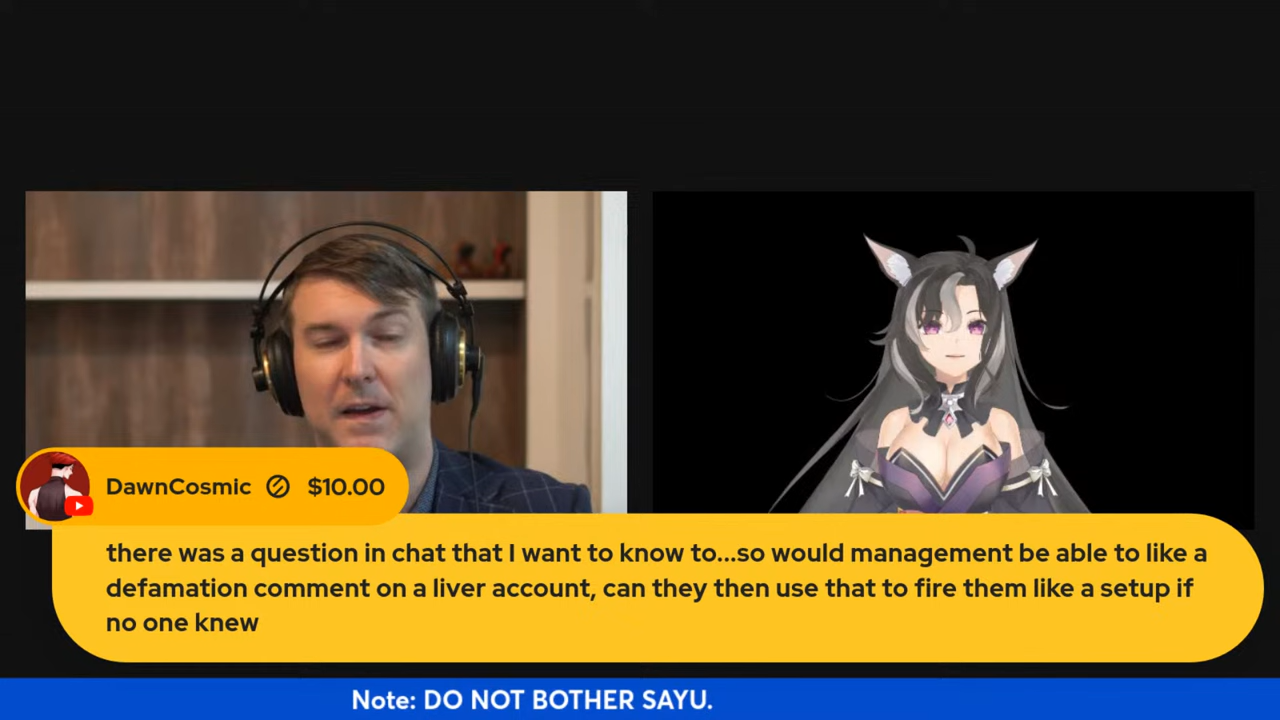 DawnCosmic $10.00
there was a question in chat that I want to know to...so would management be able to like a
defamation comment on a liver account, can they then use that to fire them like a setup if
no one knew
Note: DO NOT BOTHER SAYU.